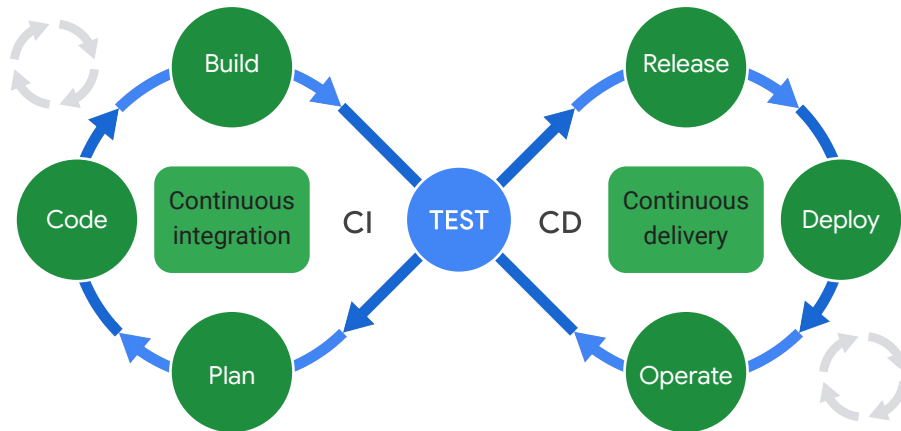 Build
Release
Code
Continuous
integration
CI
TEST
CD
Continuous
delivery
Deploy
Plan
Operate